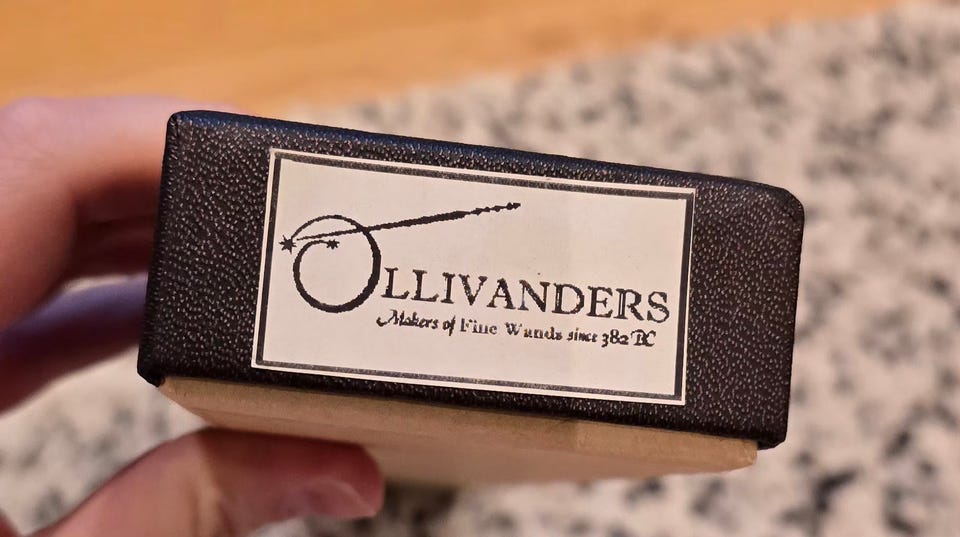 OLLIVANDERS
Makers of Fine Wands since 382 BC